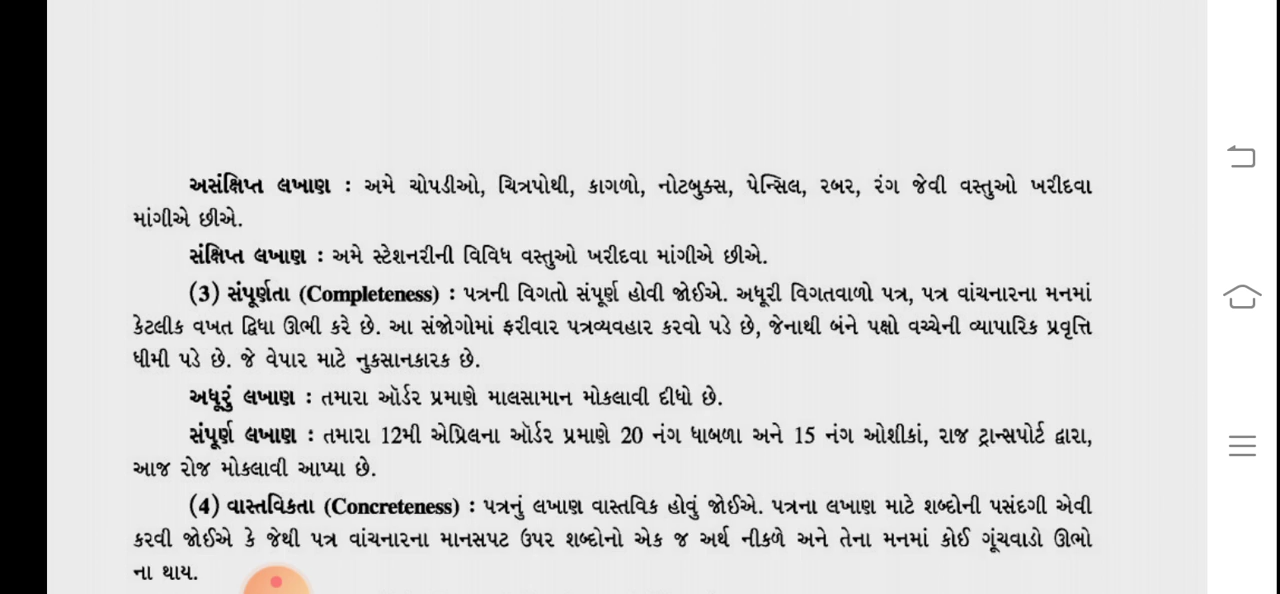 અસંક્ષિપ્ત લખાણ : અમે ચોપડીઓ, ચિત્રપોથી, કાગળો, નોટબુક્સ, પેન્સિલ, રબર, રંગ જેવી વસ્તુઓ ખરીદવા
માંગીએ છીએ.
સંક્ષિપ્ત લખાણ : અમે સ્ટેશનરીની વિવિધ વસ્તુઓ ખરીદવા માંગીએ છીએ.
(3) સંપૂર્ણતા (Completeness) : પત્રની વિગતો સંપૂર્ણ હોવી જોઈએ. અધૂરી વિગતવાળો પત્ર, પત્ર વાંચનારના મનમાં
કેટલીક વખત દ્વિધા ઊભી કરે છે. આ સંજોગોમાં ફરીવાર પત્રવ્યવહાર કરવો પડે છે, જેનાથી બંને પક્ષો વચ્ચેની વ્યાપારિક પ્રવૃત્તિ
ધીમી પડે છે. જે વેપાર માટે નુકસાનકારક છે.
અધૂરું લખાણ : તમારા ઑર્ડર પ્રમાણે માલસામાન મોકલાવી દીધો છે.
સંપૂર્ણ લખાણ : તમારા 12મી એપ્રિલના ઑર્ડર પ્રમાણે 20 નંગ ધાબળા અને 15 નંગ ઓશીકાં, રાજ ટ્રાન્સપોર્ટ દ્વારા,
આજ રોજ મોકલાવી આપ્યા છે.
(4) વાસ્તવિકતા (Concreteness) : પત્રનું લખાણ વાસ્તવિક હોવું જોઈએ. પત્રના લખાણ માટે શબ્દોની પસંદગી એવી
કરવી જોઈએ કે જેથી પત્ર વાંચનારના માનસપટ ઉપર શબ્દોનો એક જ અર્થ નીકળે અને તેના મનમાં કોઈ ગૂંચવાડો ઊભો
ના થાય.